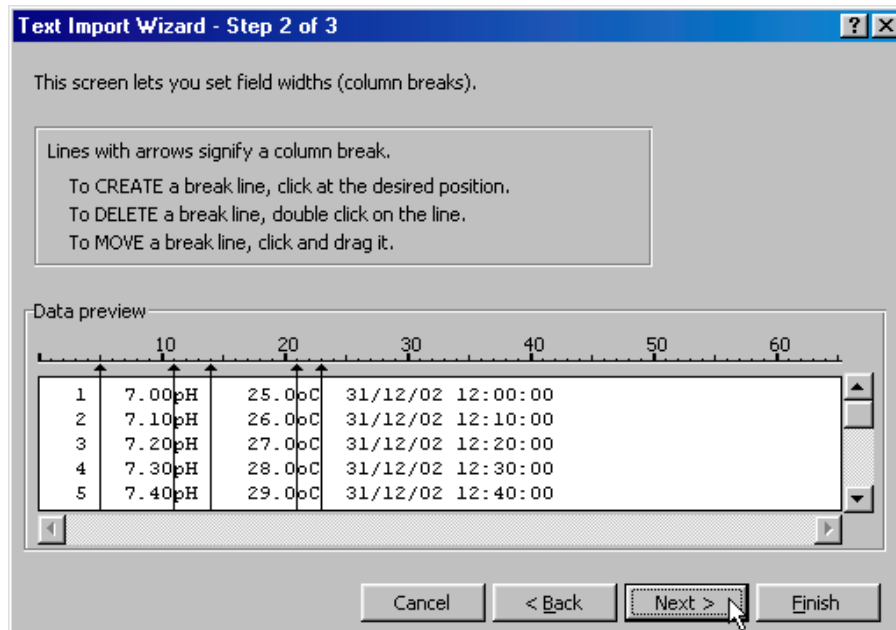 Text Import Wizard - Step 2 of 3 ? X
This screen lets you set field widths (column breaks).
Lines with arrows signify a column break.
To CREATE a break line, click at the desired position.
To DELETE a break line, double click on the line.
To MOVE a break line, click and drag it.
Data preview
10 20 30 40 50 60
1 7.00pH 25.0oC 31/12/02 12:00:00
2 7.10pH 26.0oC 31/12/02 12:10:00
3 7.20pH 27.0oC 31/12/02 12:20:00
4 7.30pH 28.0oC 31/12/02 12:30:00
5 7.40pH 29.0oC 31/12/02 12:40:00
Cancel < Back Next > Finish